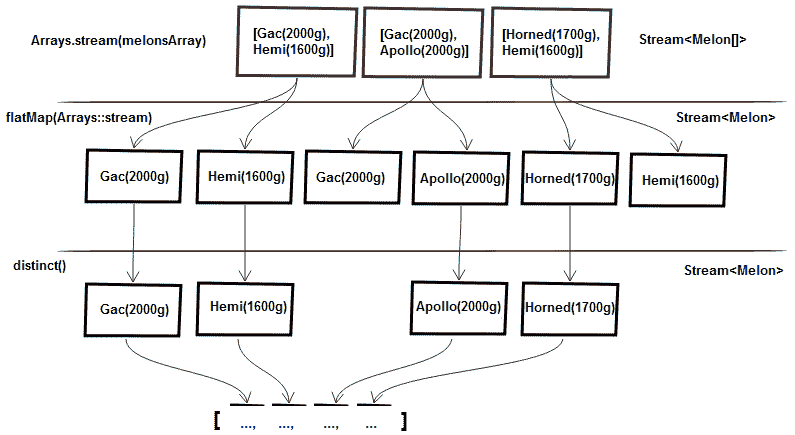 Arrays.stream(melonsArray)
[Gac(2000g),
Hemi(1600g)]
[Gac(2000g),
Apollo(2000g)]
[Horned(1700g),
Hemi(1600g)]
Stream<Melon[]>
flatMap(Arrays::stream)
Stream<Melon>
Gac(2000g)
Hemi(1600g)
Gac(2000g)
Apollo(2000g)
Horned(1700g)
Hemi(1600g)
distinct()
Stream<Melon>
Gac(2000g)
Hemi(1600g)
Apollo(2000g)
Horned(1700g)
[ ..., ..., ..., ... ]